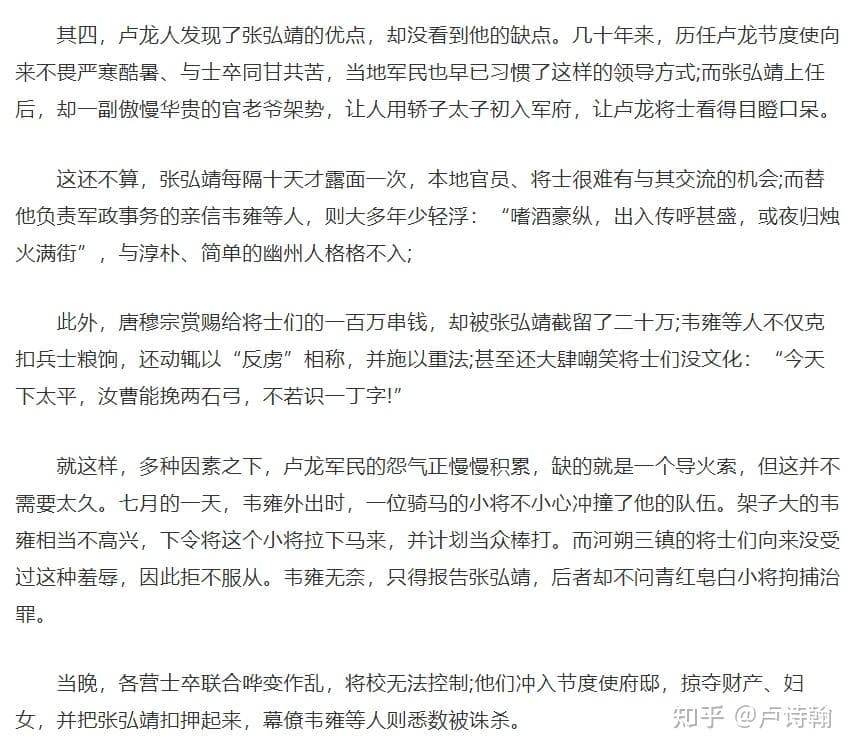 其四，卢龙人发现了张弘靖的优点，却没看到他的缺点。几十年来，历任卢龙节度使向
来不畏严寒酷暑、与士卒同甘共苦，当地军民也早已习惯了这样的领导方式;而张弘靖上任
后，却一副傲慢华贵的官老爷架势，让人用轿子太子初入军府，让卢龙将士看得目瞪口呆。
这还不算，张弘靖每隔十天才露面一次，本地官员、将士很难有与其交流的机会;而替
他负责军政事务的亲信韦雍等人，则大多年少轻浮：“嗜酒豪纵，出入传呼甚盛，或夜归烛
火满街”，与淳朴、简单的幽州人格格不入;
此外，唐穆宗赏赐给将士们的一百万串钱，却被张弘靖截留了二十万;韦雍等人不仅克
扣兵士粮饷，还动辄以“反虏”相称，并施以重法;甚至还大肆嘲笑将士们没文化：“今天
下太平，汝曹能挽两石弓，不若识一丁字!”
就这样，多种因素之下，卢龙军民的怨气正慢慢积累，缺的就是一个导火索，但这并不
需要太久。七月的一天，韦雍外出时，一位骑马的小将不小心冲撞了他的队伍。架子大的韦
雍相当不高兴，下令将这个小将拉下马来，并计划当众棒打。而河朔三镇的将士们向来没受
过这种羞辱，因此拒不服从。韦雍无奈，只得报告张弘靖，后者却不问青红皂白小将拘捕治
罪。
当晚，各营士卒联合哗变作乱，将校无法控制;他们冲入节度使府邸，掠夺财产、妇
女，并把张弘靖扣押起来，幕僚韦雍等人则悉数被诛杀。
知乎 @卢诗翰